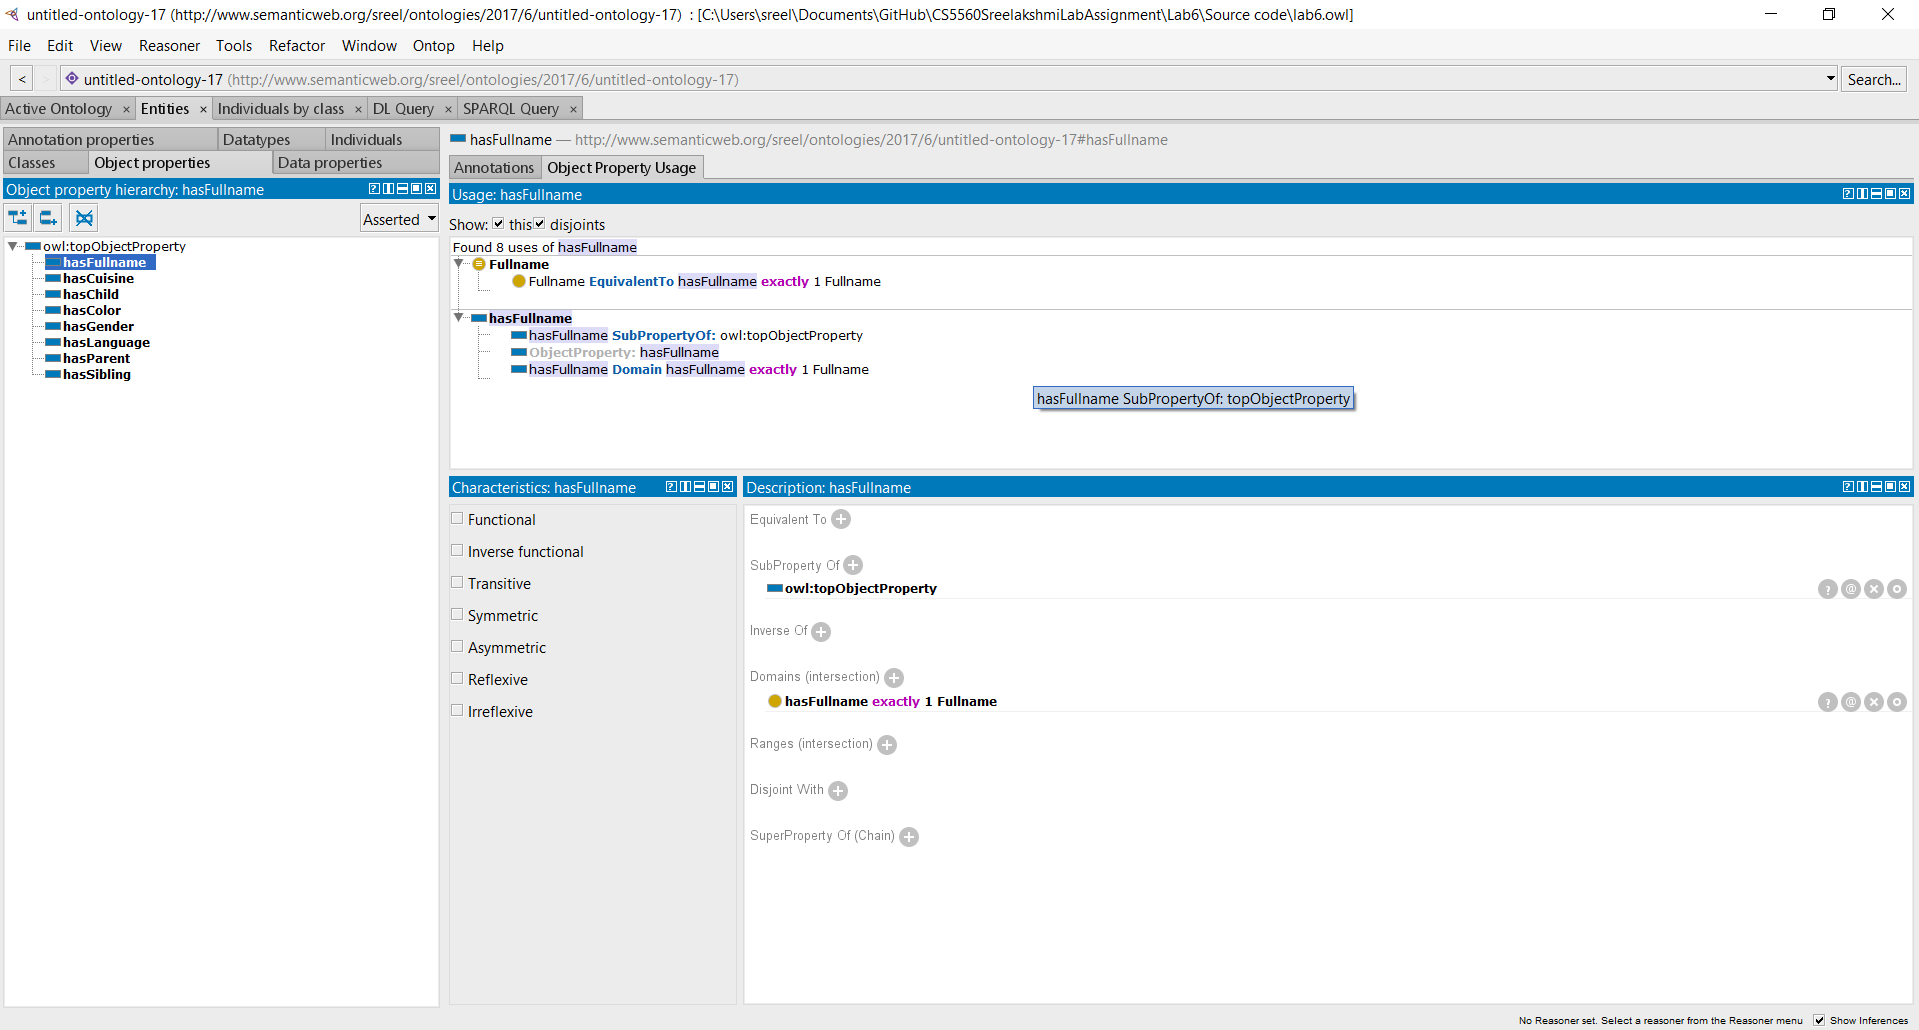 untitled-ontology-17 (http://www.semanticweb.org/sreel/ontologies/2017/6/untitled-ontology-17) : [C:\Users\sreel\Documents\GitHub\CS5560SreelakshmiLabAssignment\Lab6\Source code\lab6.owl]
File Edit View Reasoner Tools Refactor Window Ontop Help
< > untitled-ontology-17 (http://www.semanticweb.org/sreel/ontologies/2017/6/untitled-ontology-17) Search...
Active Ontology × Entities × Individuals by class × DL Query × SPARQL Query ×
Annotation properties Datatypes Individuals
Classes Object properties Data properties
Object property hierarchy: hasFullname
Asserted
owl:topObjectProperty
hasFullname
hasCuisine
hasChild
hasColor
hasGender
hasLanguage
hasParent
hasSibling
hasFullname — http://www.semanticweb.org/sreel/ontologies/2017/6/untitled-ontology-17#hasFullname
Annotations Object Property Usage
Usage: hasFullname
Show: this disjoints
Found 8 uses of hasFullname
Fullname
Fullname EquivalentTo hasFullname exactly 1 Fullname
hasFullname
hasFullname SubPropertyOf: owl:topObjectProperty
ObjectProperty: hasFullname
hasFullname Domain hasFullname exactly 1 Fullname
hasFullname SubPropertyOf: topObjectProperty
Characteristics: hasFullname
Functional
Inverse functional
Transitive
Symmetric
Asymmetric
Reflexive
Irreflexive
Description: hasFullname
Equivalent To
SubProperty Of
owl:topObjectProperty
Inverse Of
Domains (intersection)
hasFullname exactly 1 Fullname
Ranges (intersection)
Disjoint With
SuperProperty Of (Chain)
No Reasoner set. Select a reasoner from the Reasoner menu Show Inferences